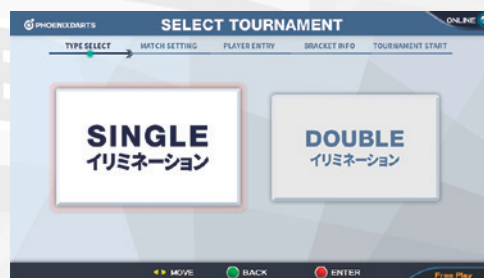 PHOENIXDARTS
SELECT TOURNAMENT
ONLINE
TYPE SELECT
MATCH SETTING
PLAYER ENTRY
BRACKET INFO
TOURNAMENT START
SINGLE
イリミネーション
DOUBLE
イリミネーション
MOVE
BACK
ENTER
Free Play